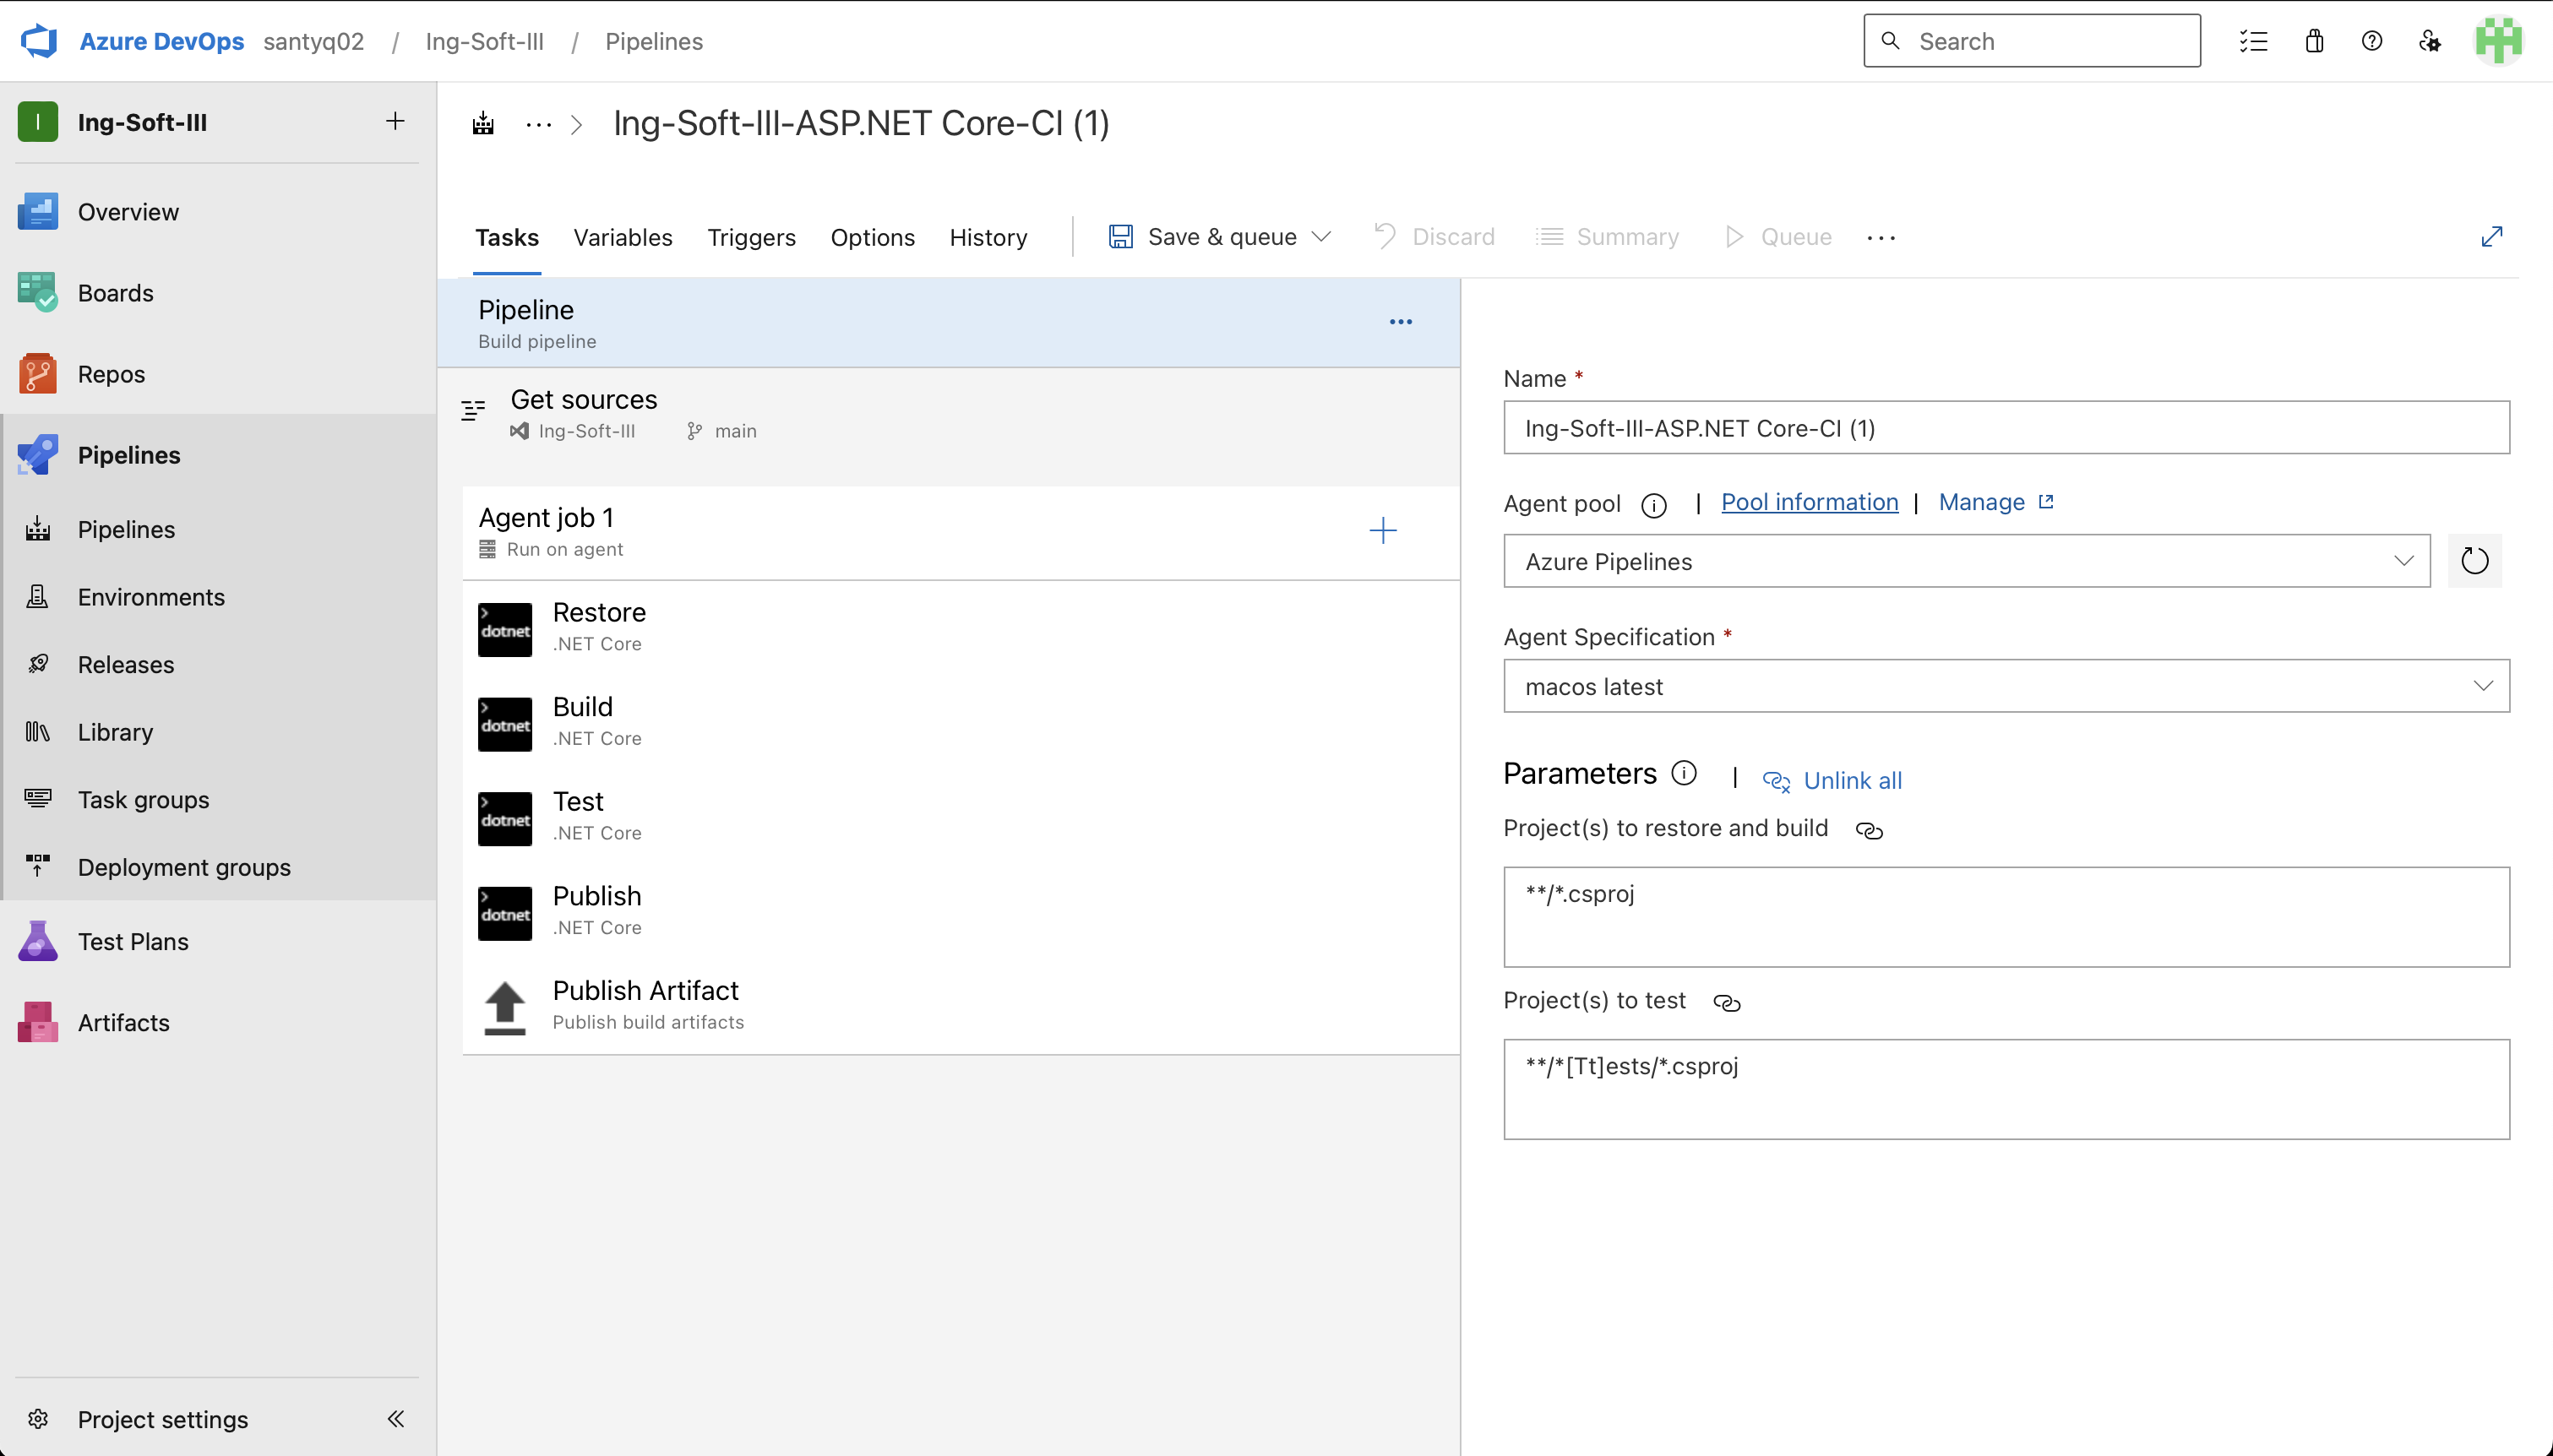 Azure DevOps santyq02 / Ing-Soft-III / Pipelines
Search
I Ing-Soft-III
Overview
Boards
Repos
Pipelines
Pipelines
Environments
Releases
Library
Task groups
Deployment groups
Test Plans
Artifacts
Project settings
Ing-Soft-III-ASP.NET Core-CI (1)
Tasks Variables Triggers Options History Save & queue Discard Summary Queue
Pipeline
Build pipeline
Get sources
Ing-Soft-III main
Agent job 1
Run on agent
dotnet
Restore
.NET Core
dotnet
Build
.NET Core
dotnet
Test
.NET Core
dotnet
Publish
.NET Core
Publish Artifact
Publish build artifacts
Name *
Ing-Soft-III-ASP.NET Core-CI (1)
Agent pool | Pool information | Manage
Azure Pipelines
Agent Specification *
macos latest
Parameters | Unlink all
Project(s) to restore and build
**/*.csproj
Project(s) to test
**/*[Tt]ests/*.csproj